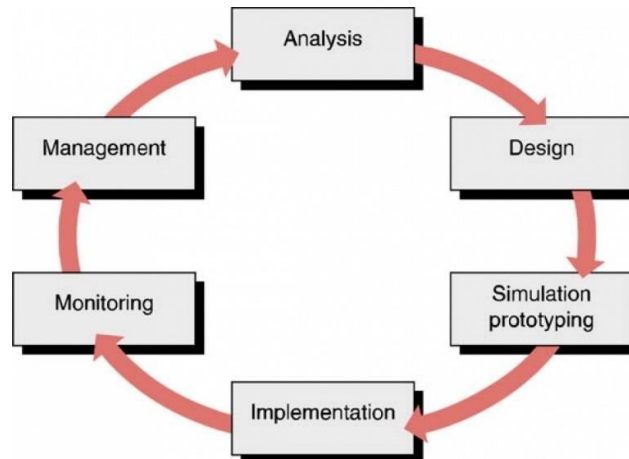 Analysis
Design
Simulation
prototyping
Implementation
Monitoring
Management